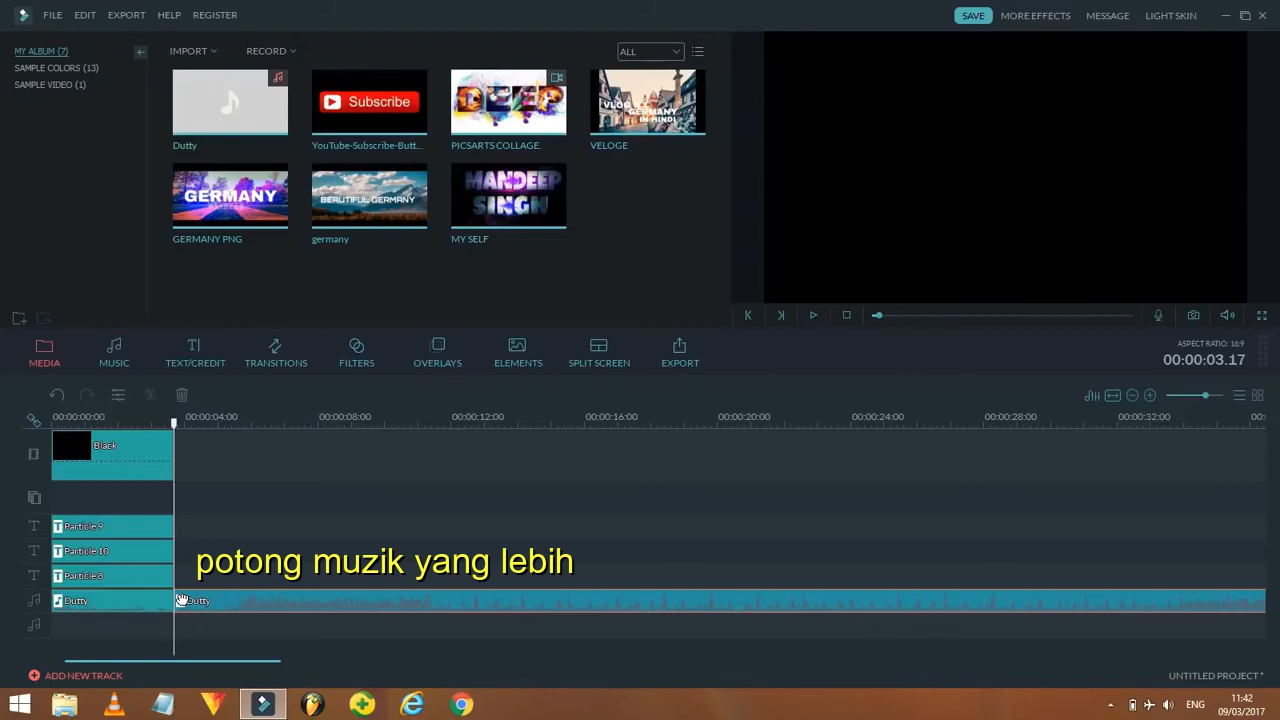 FILE EDIT EXPORT HELP REGISTER
SAVE MORE EFFECTS MESSAGE LIGHT SKIN
MY ALBUM (7)
SAMPLE COLORS (13)
SAMPLE VIDEO (1)
IMPORT RECORD ALL
Subscribe
DEEP
VLOG
GERMANY
IN HINDI
Dutty YouTube-Subscribe-Butt... PICSARTS COLLAGE. VELOGE
GERMANY
BEAUTIFUL GERMANY
MANDEEP
SINGH
GERMANY PNG germany MY SELF
MEDIA MUSIC TEXT/CREDIT TRANSITIONS FILTERS OVERLAYS ELEMENTS SPLIT SCREEN EXPORT
ASPECT RATIO: 16:9
00:00:03.17
00:00:00:00 00:00:04:00 00:00:08:00 00:00:12:00 00:00:16:00 00:00:20:00 00:00:24:00 00:00:28:00 00:00:32:00
Black
Particle 9
Particle 10
potong muzik yang lebih
Particle 8
Dutty Dutty
ADD NEW TRACK UNTITLED PROJECT *
ENG
11:42
09/03/2017